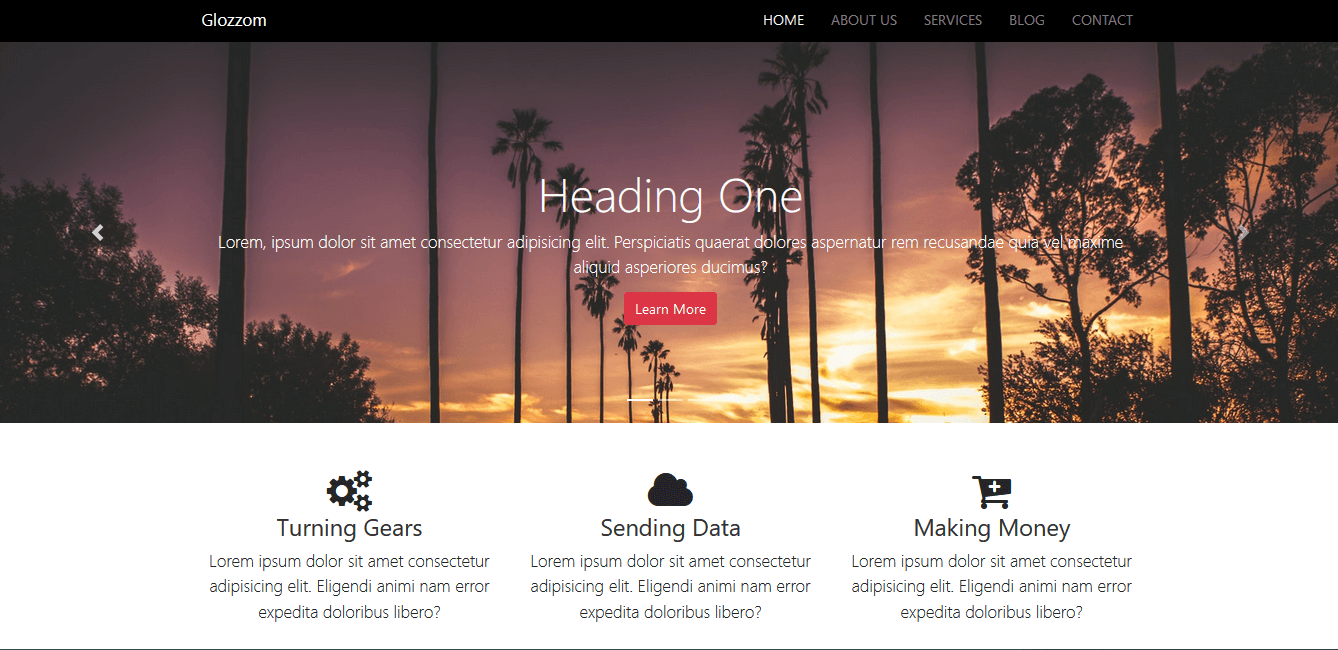 Glozzom
HOME ABOUT US SERVICES BLOG CONTACT
Heading One
Lorem, ipsum dolor sit amet consectetur adipisicing elit. Perspiciatis quaerat dolores aspernatur rem recusandae quia vel maxime
aliquid asperiores ducimus?
Learn More
Turning Gears
Lorem ipsum dolor sit amet consectetur
adipisicing elit. Eligendi animi nam error
expedita doloribus libero?
Sending Data
Lorem ipsum dolor sit amet consectetur
adipisicing elit. Eligendi animi nam error
expedita doloribus libero?
Making Money
Lorem ipsum dolor sit amet consectetur
adipisicing elit. Eligendi animi nam error
expedita doloribus libero?